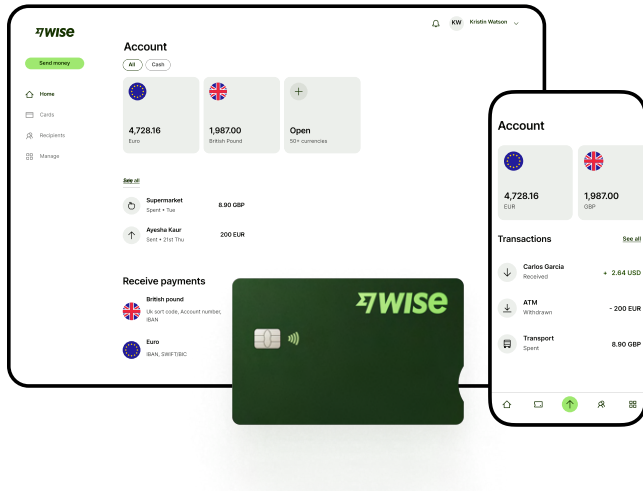 wise
KW
Kristin Watson
Send money
Home
Cards
Recipients
Manage
Account
All
Cash
4,728.16
Euro
1,987.00
British Pound
Open
50+ currencies
See all
Supermarket
Spent • Tue
8.90 GBP
Ayesha Kaur
Sent • 21st Thu
200 EUR
Receive payments
British pound
Uk sort code, Account number,
IBAN
Euro
IBAN, SWIFT/BIC
wise
Account
4,728.16
EUR
1,987.00
GBP
Transactions
See all
Carlos Garcia
Received
+ 2.64 USD
ATM
Withdrawn
- 200 EUR
Transport
Spent
8.90 GBP